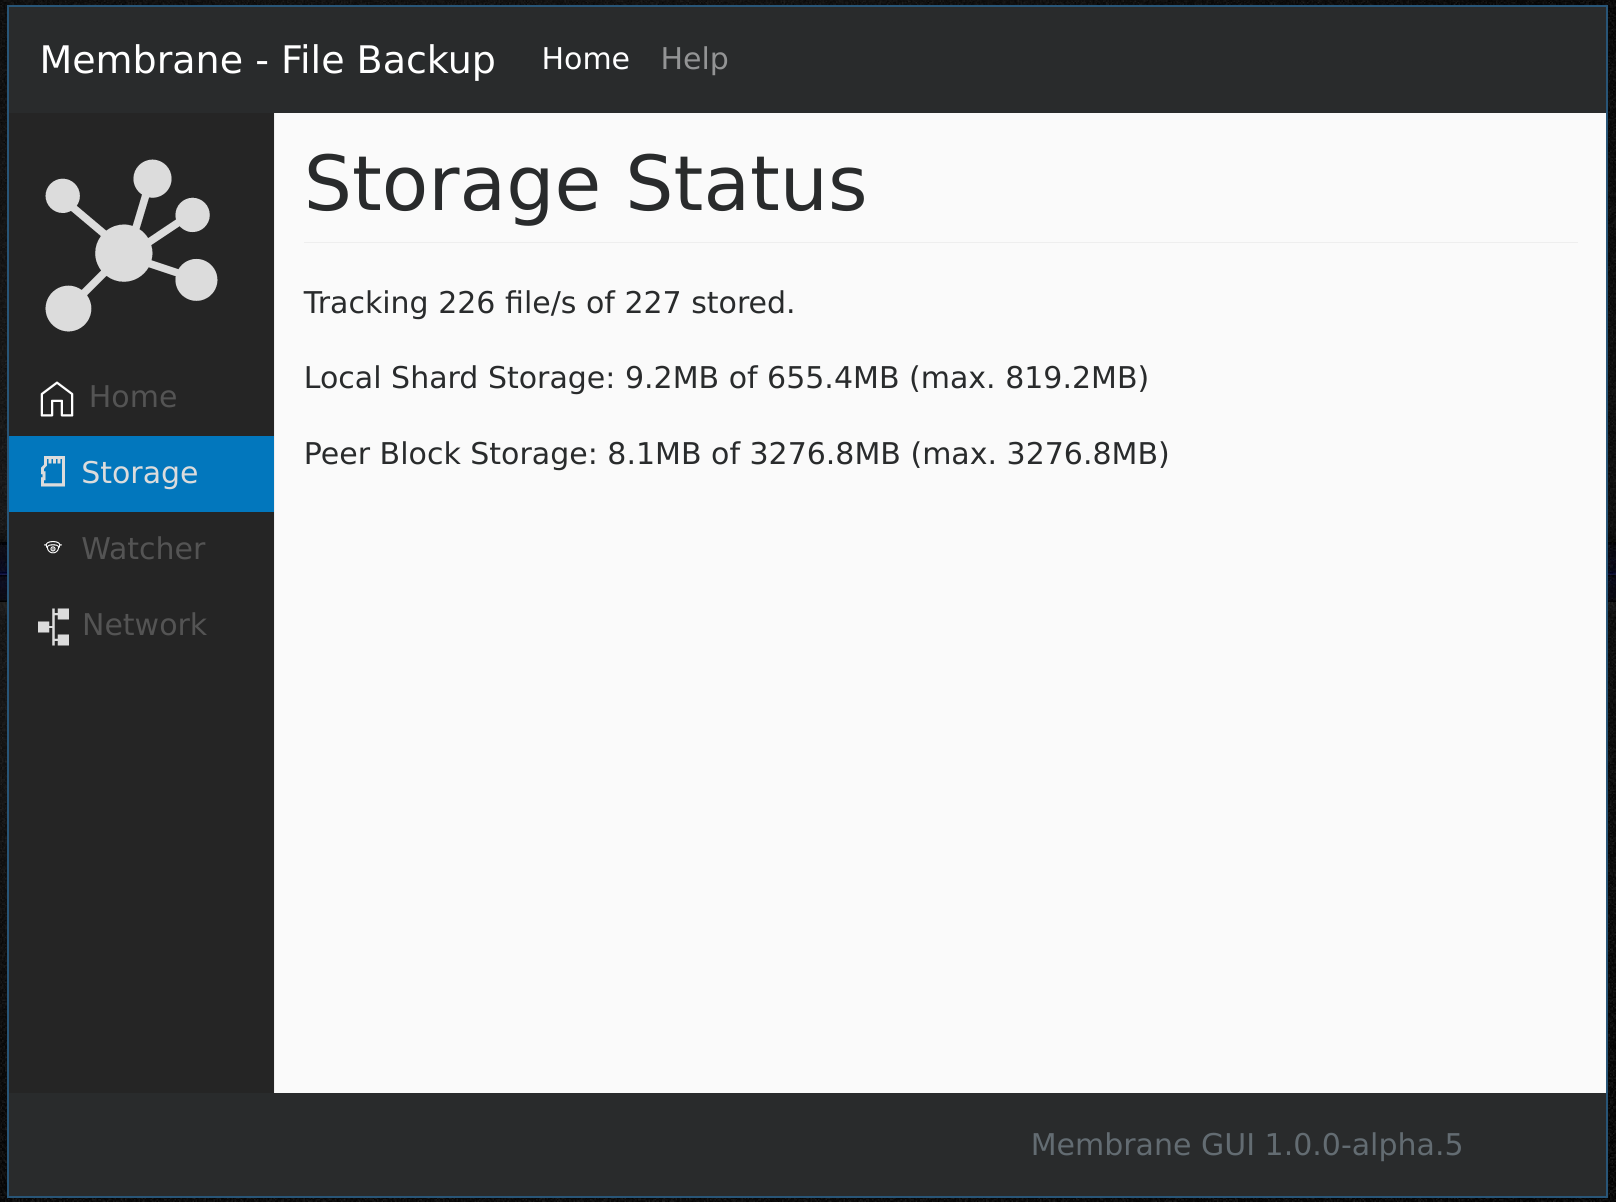 Membrane - File Backup Home Help
Storage Status
Tracking 226 file/s of 227 stored.
Local Shard Storage: 9.2MB of 655.4MB (max. 819.2MB)
Peer Block Storage: 8.1MB of 3276.8MB (max. 3276.8MB)
Home
Storage
Watcher
Network
Membrane GUI 1.0.0-alpha.5